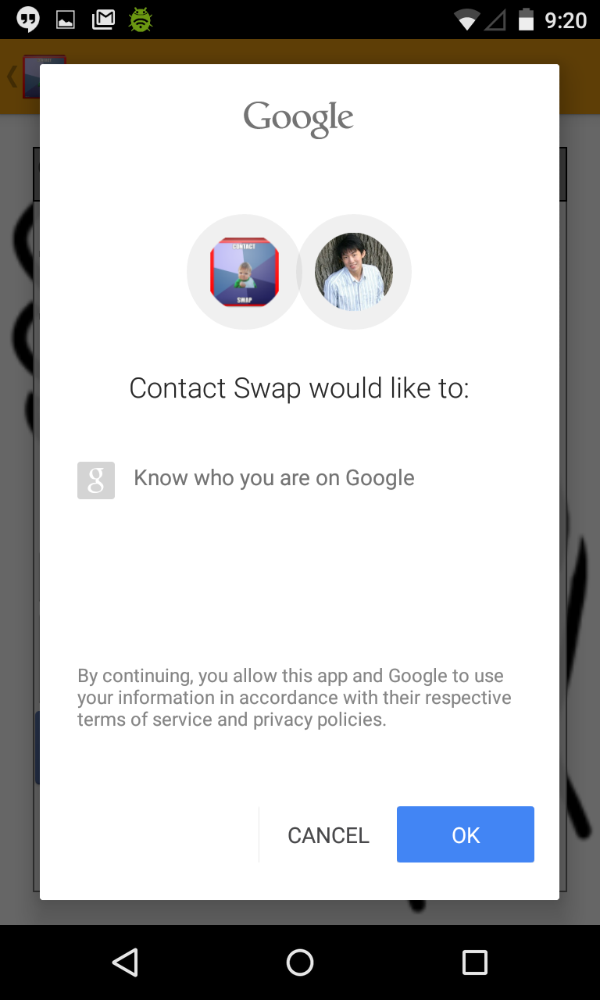 9:20
Google
CONTACT
SWAP
Contact Swap would like to:
g Know who you are on Google
By continuing, you allow this app and Google to use
your information in accordance with their respective
terms of service and privacy policies.
CANCEL OK